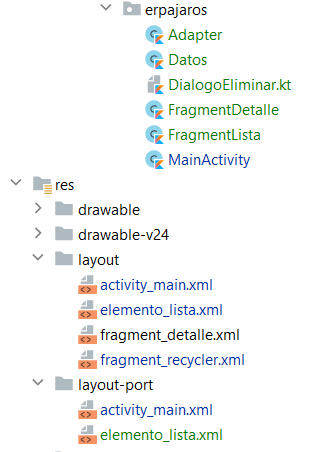 erpajaros
Adapter
Datos
DialogoEliminar.kt
FragmentDetalle
FragmentLista
MainActivity
res
drawable
drawable-v24
layout
activity_main.xml
elemento_lista.xml
fragment_detalle.xml
fragment_recycler.xml
layout-port
activity_main.xml
elemento_lista.xml